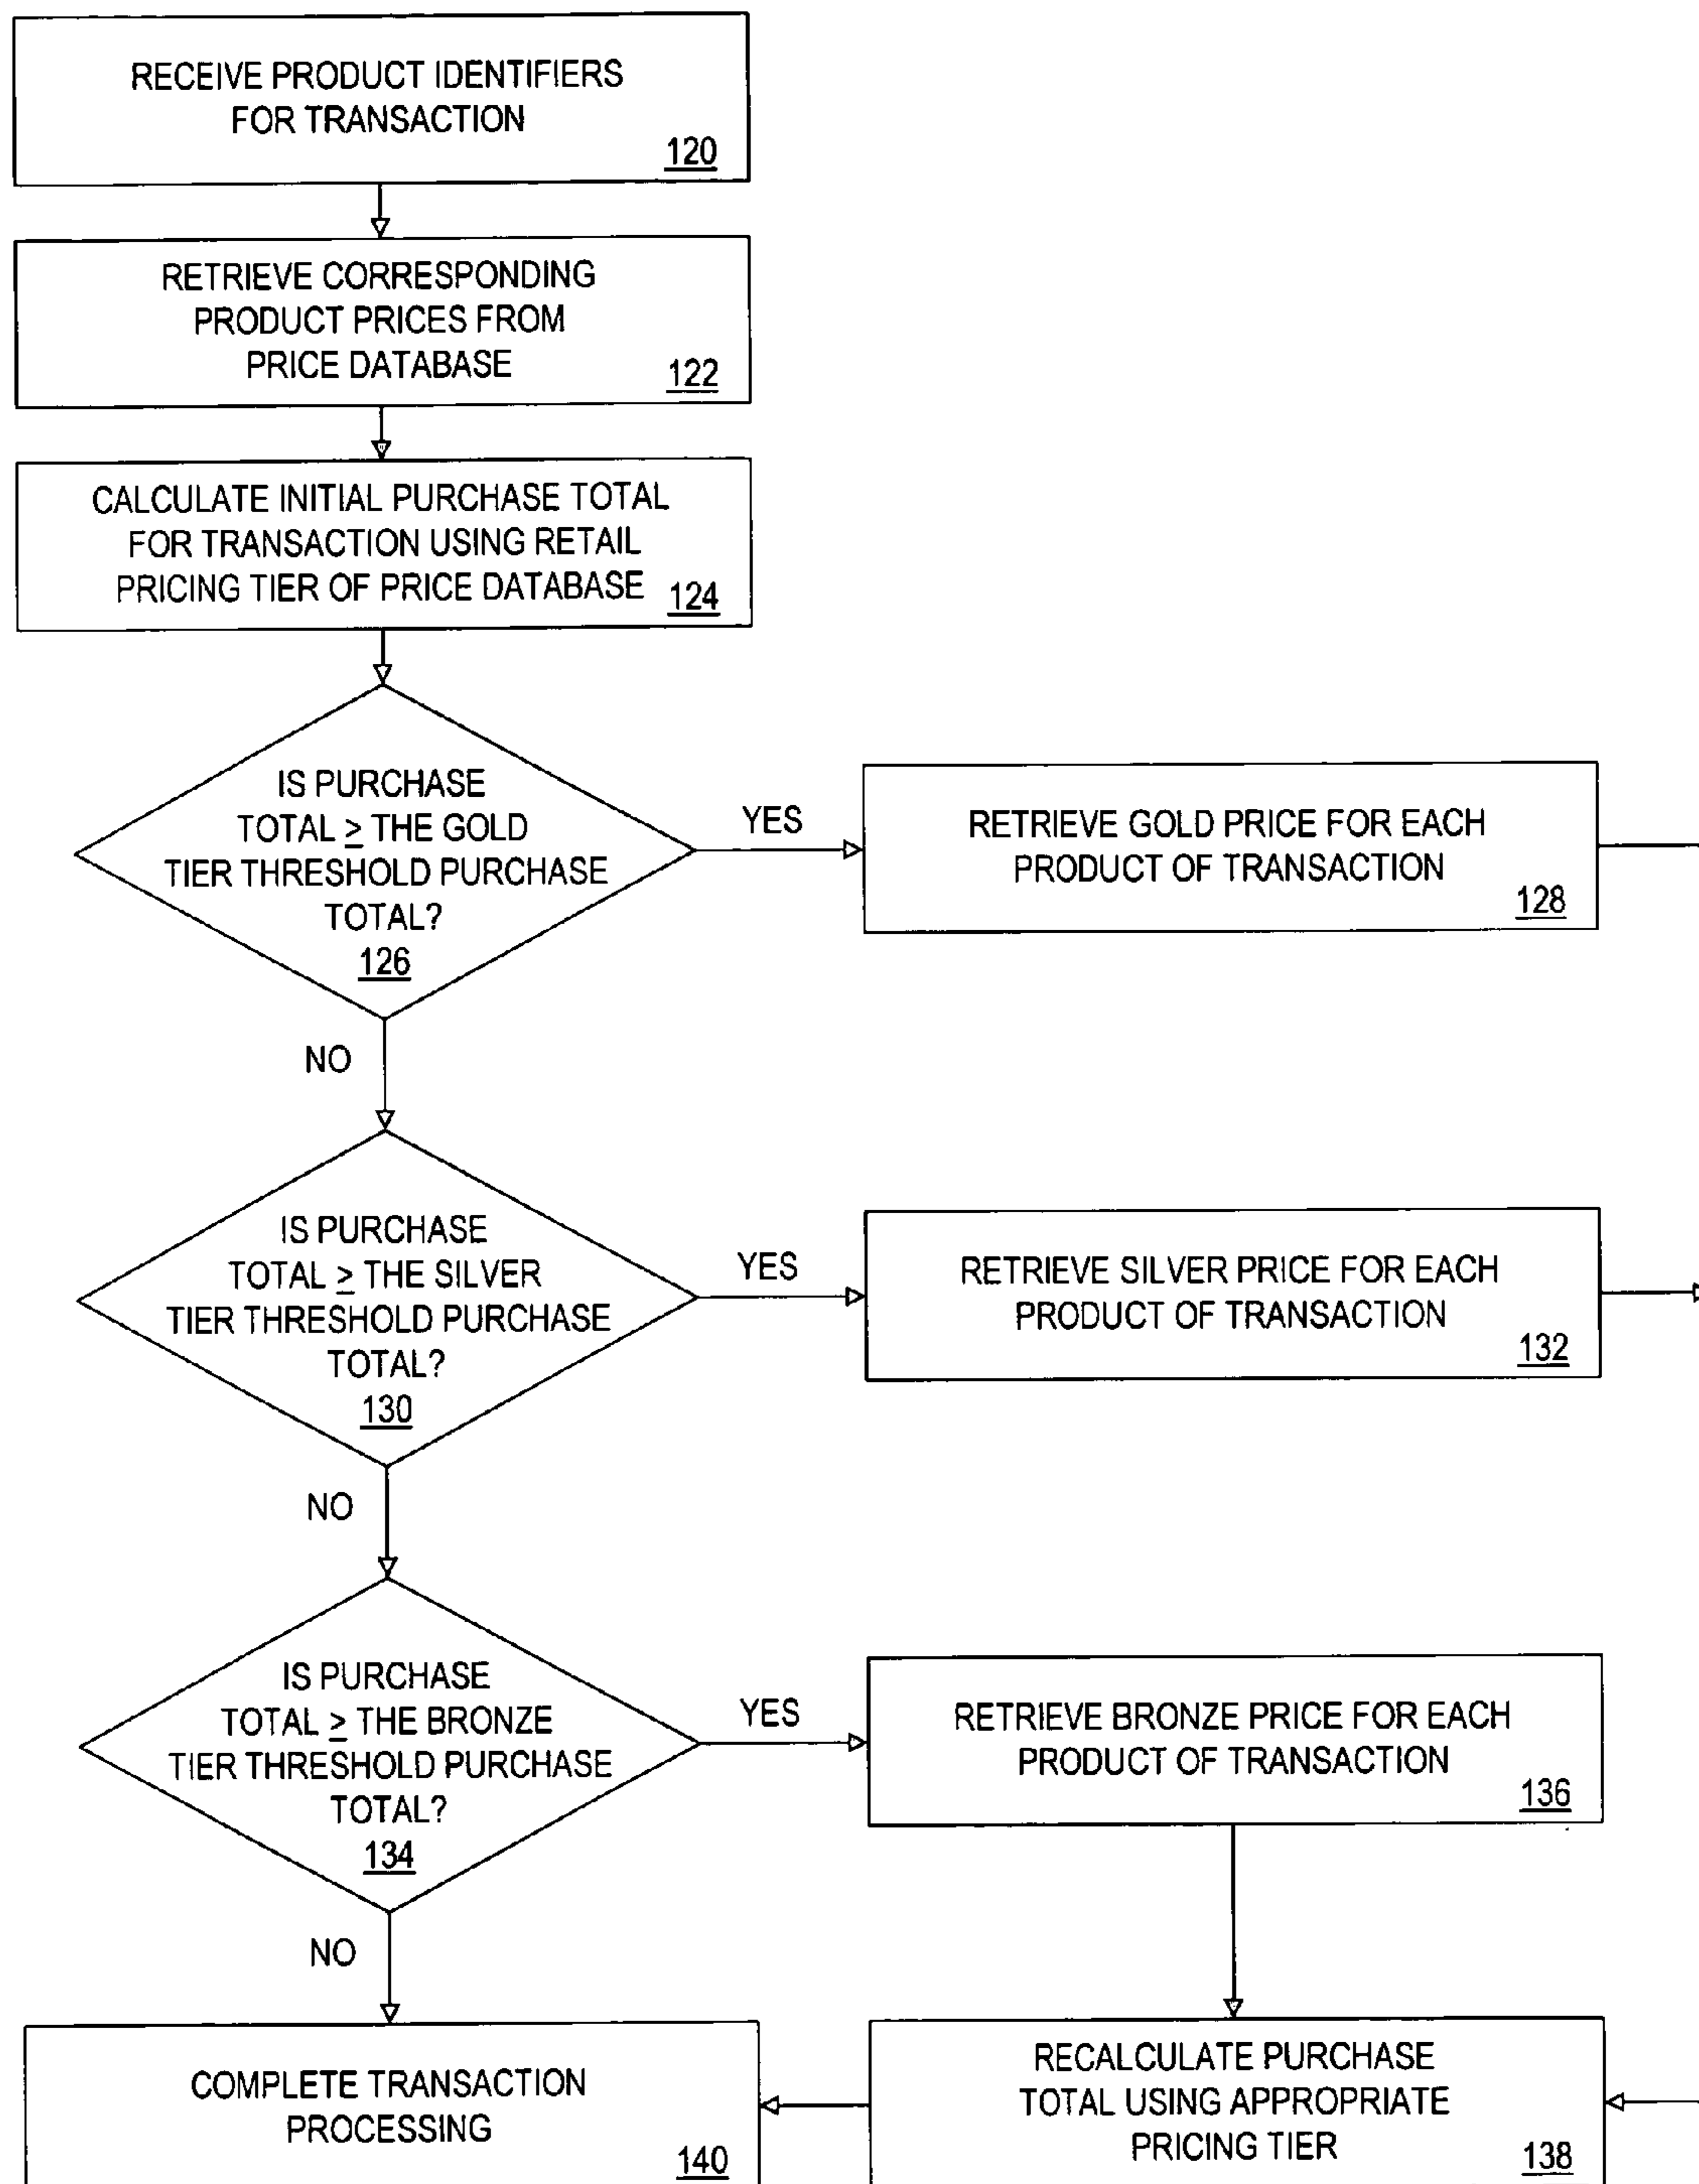 RECEIVE PRODUCT IDENTIFIERS
FOR TRANSACTION
120
RETRIEVE CORRESPONDING
PRODUCT PRICES FROM
PRICE DATABASE
122
CALCULATE INITIAL PURCHASE TOTAL
FOR TRANSACTION USING RETAIL
PRICING TIER OF PRICE DATABASE
124
IS PURCHASE
TOTAL ≥ THE GOLD
TIER THRESHOLD PURCHASE
TOTAL?
126
YES
RETRIEVE GOLD PRICE FOR EACH
PRODUCT OF TRANSACTION
128
NO
IS PURCHASE
TOTAL ≥ THE SILVER
TIER THRESHOLD PURCHASE
TOTAL?
130
YES
RETRIEVE SILVER PRICE FOR EACH
PRODUCT OF TRANSACTION
132
NO
IS PURCHASE
TOTAL ≥ THE BRONZE
TIER THRESHOLD PURCHASE
TOTAL?
134
YES
RETRIEVE BRONZE PRICE FOR EACH
PRODUCT OF TRANSACTION
136
NO
COMPLETE TRANSACTION
PROCESSING
140
RECALCULATE PURCHASE
TOTAL USING APPROPRIATE
PRICING TIER
138